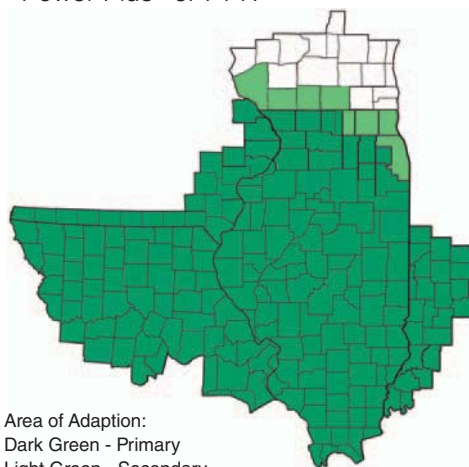 Area of Adaption:
Dark Green - Primary
Light Green - Secondary